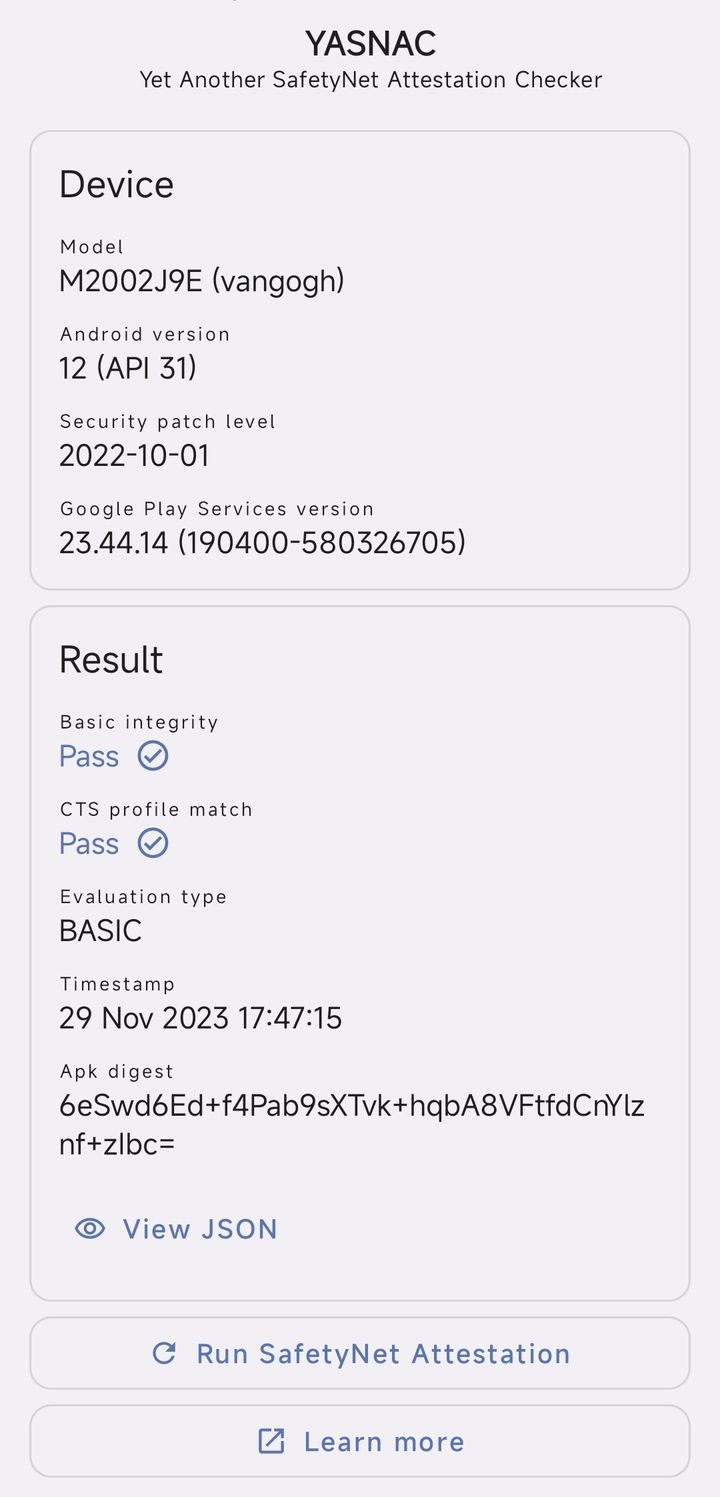 YASNAC
Yet Another SafetyNet Attestation Checker
Device
Model
M2002J9E (vangogh)
Android version
12 (API 31)
Security patch level
2022-10-01
Google Play Services version
23.44.14 (190400-580326705)
Result
Basic integrity
Pass
CTS profile match
Pass
Evaluation type
BASIC
Timestamp
29 Nov 2023 17:47:15
Apk digest
6eSwd6Ed+f4Pab9sXTvk+hqbA8VFtfdCnYlz
nf+zIbc=
View JSON
Run SafetyNet Attestation
Learn more